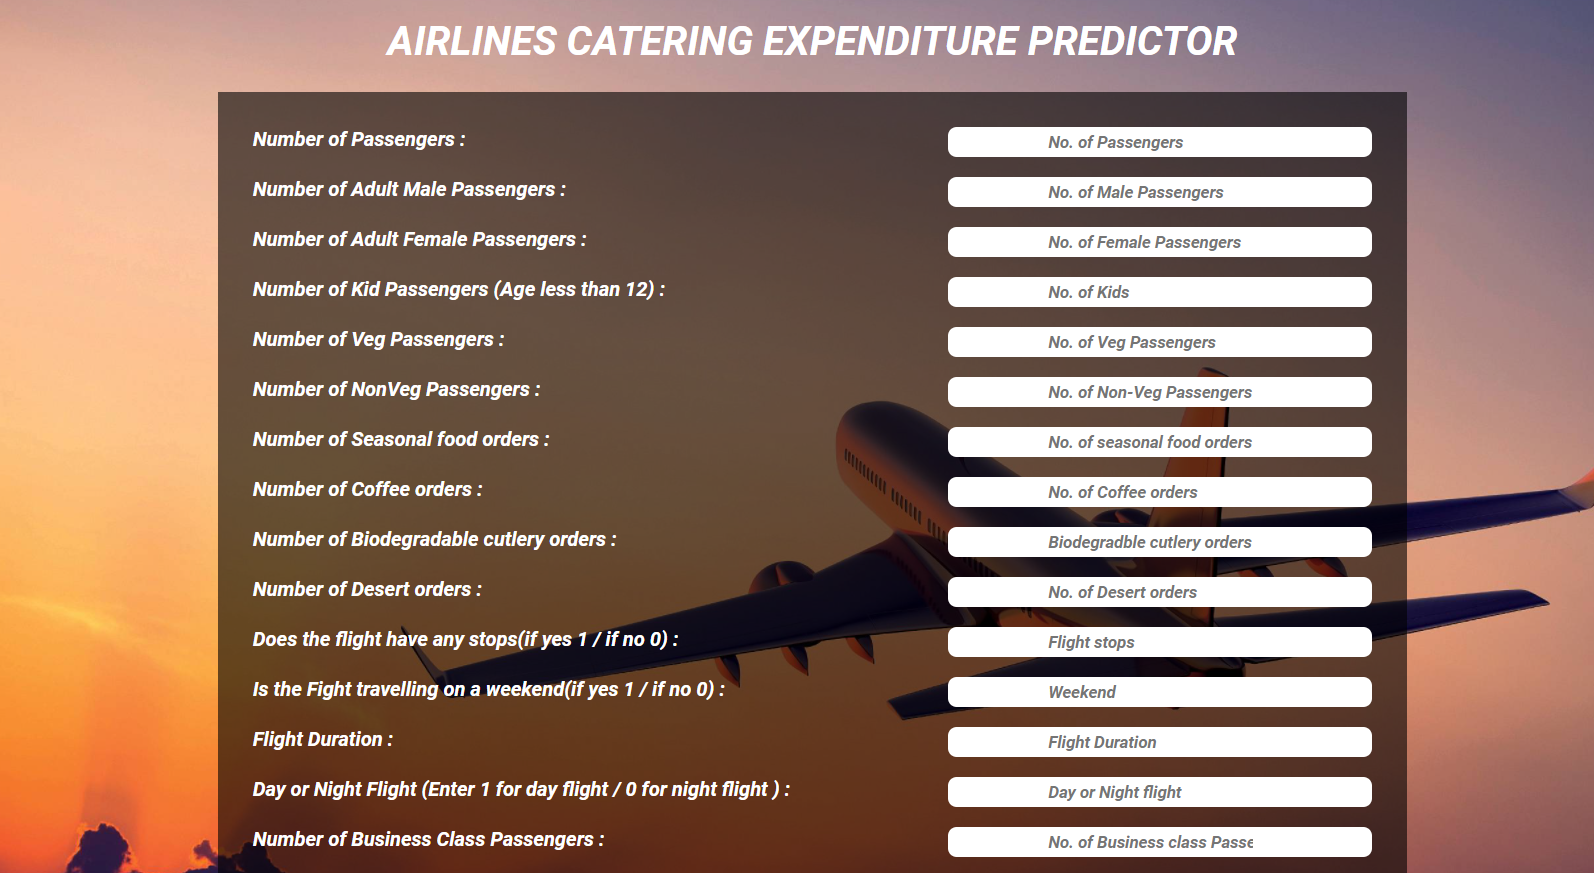 AIRLINES CATERING EXPENDITURE PREDICTOR
Number of Passengers : No. of Passengers
Number of Adult Male Passengers : No. of Male Passengers
Number of Adult Female Passengers : No. of Female Passengers
Number of Kid Passengers (Age less than 12) : No. of Kids
Number of Veg Passengers : No. of Veg Passengers
Number of NonVeg Passengers : No. of Non-Veg Passengers
Number of Seasonal food orders : No. of seasonal food orders
Number of Coffee orders : No. of Coffee orders
Number of Biodegradable cutlery orders : Biodegradble cutlery orders
Number of Desert orders : No. of Desert orders
Does the flight have any stops(if yes 1 / if no 0) : Flight stops
Is the Fight travelling on a weekend(if yes 1 / if no 0) : Weekend
Flight Duration : Flight Duration
Day or Night Flight (Enter 1 for day flight / 0 for night flight ) : Day or Night flight
Number of Business Class Passengers : No. of Business class Passe